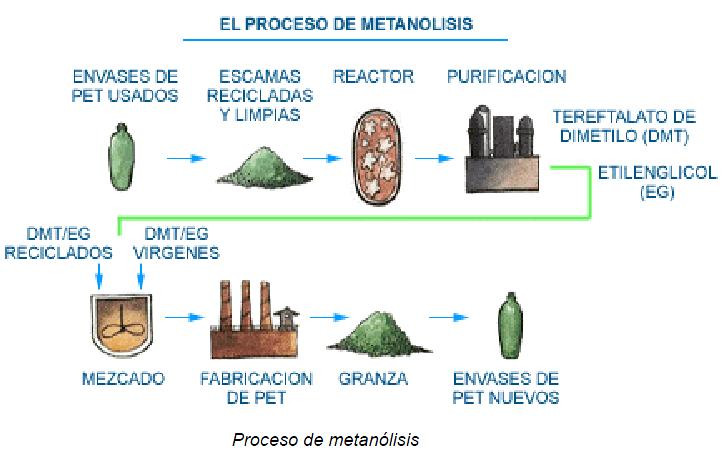 EL PROCESO DE METANOLISIS
ENVASES DE
PET USADOS
ESCAMAS
RECICLADAS
Y LIMPIAS
REACTOR
PURIFICACION
TEREFTALATO DE
DIMETILO (DMT)
ETILENGLICOL
(EG)
DMT/EG
RECICLADOS
DMT/EG
VIRGENES
MEZCADO
FABRICACION
DE PET
GRANZA
ENVASES DE
PET NUEVOS
Proceso de metanólisis